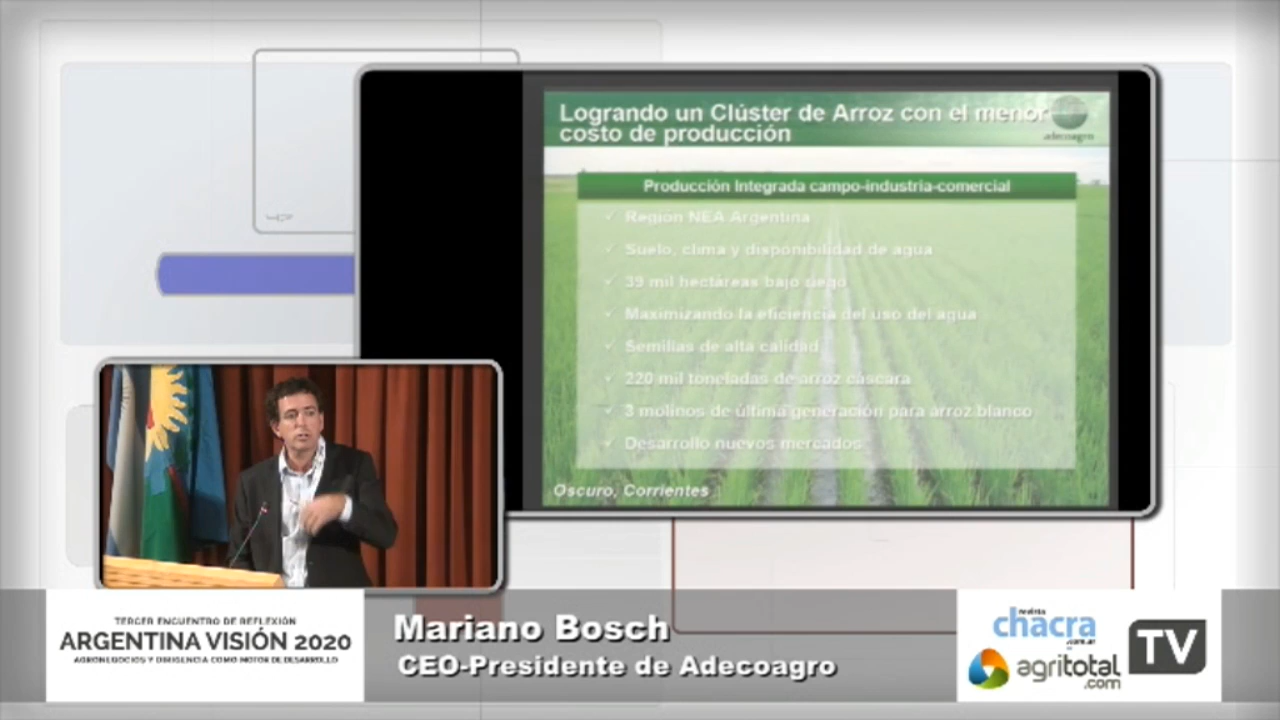 Logrando un Clúster de Arroz con el menor
costo de producción
adecoagro
Producción Integrada campo-industria-comercial
Región NEA Argentina
Suelo, clima y disponibilidad de agua
39 mil hectáreas bajo riego
Maximizando la eficiencia del uso del agua
Semillas de alta calidad
220 mil toneladas de arroz cáscara
3 molinos de última generación para arroz blanco
Desarrollo nuevos mercados
Oscuro, Corrientes
TERCER ENCUENTRO DE REFLEXIÓN
ARGENTINA VISIÓN 2020
AGRONEGOCIOS Y DIRIGENCIA COMO MOTOR DE DESARROLLO
Mariano Bosch
CEO-Presidente de Adecoagro
revista
chacra
.com.ar
agritotal
.com
TV